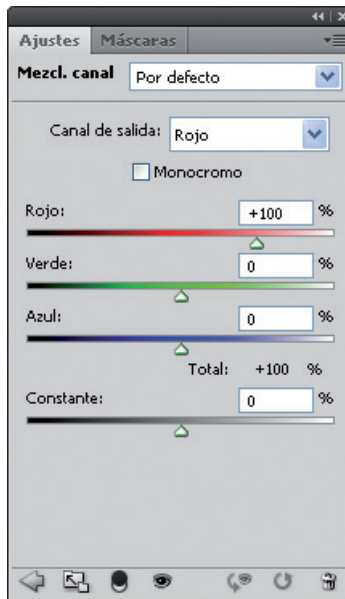 Ajustes Máscaras
Mezcl. canal Por defecto
Canal de salida: Rojo
Monocromo
Rojo: +100 %
Verde: 0 %
Azul: 0 %
Total: +100 %
Constante: 0 %